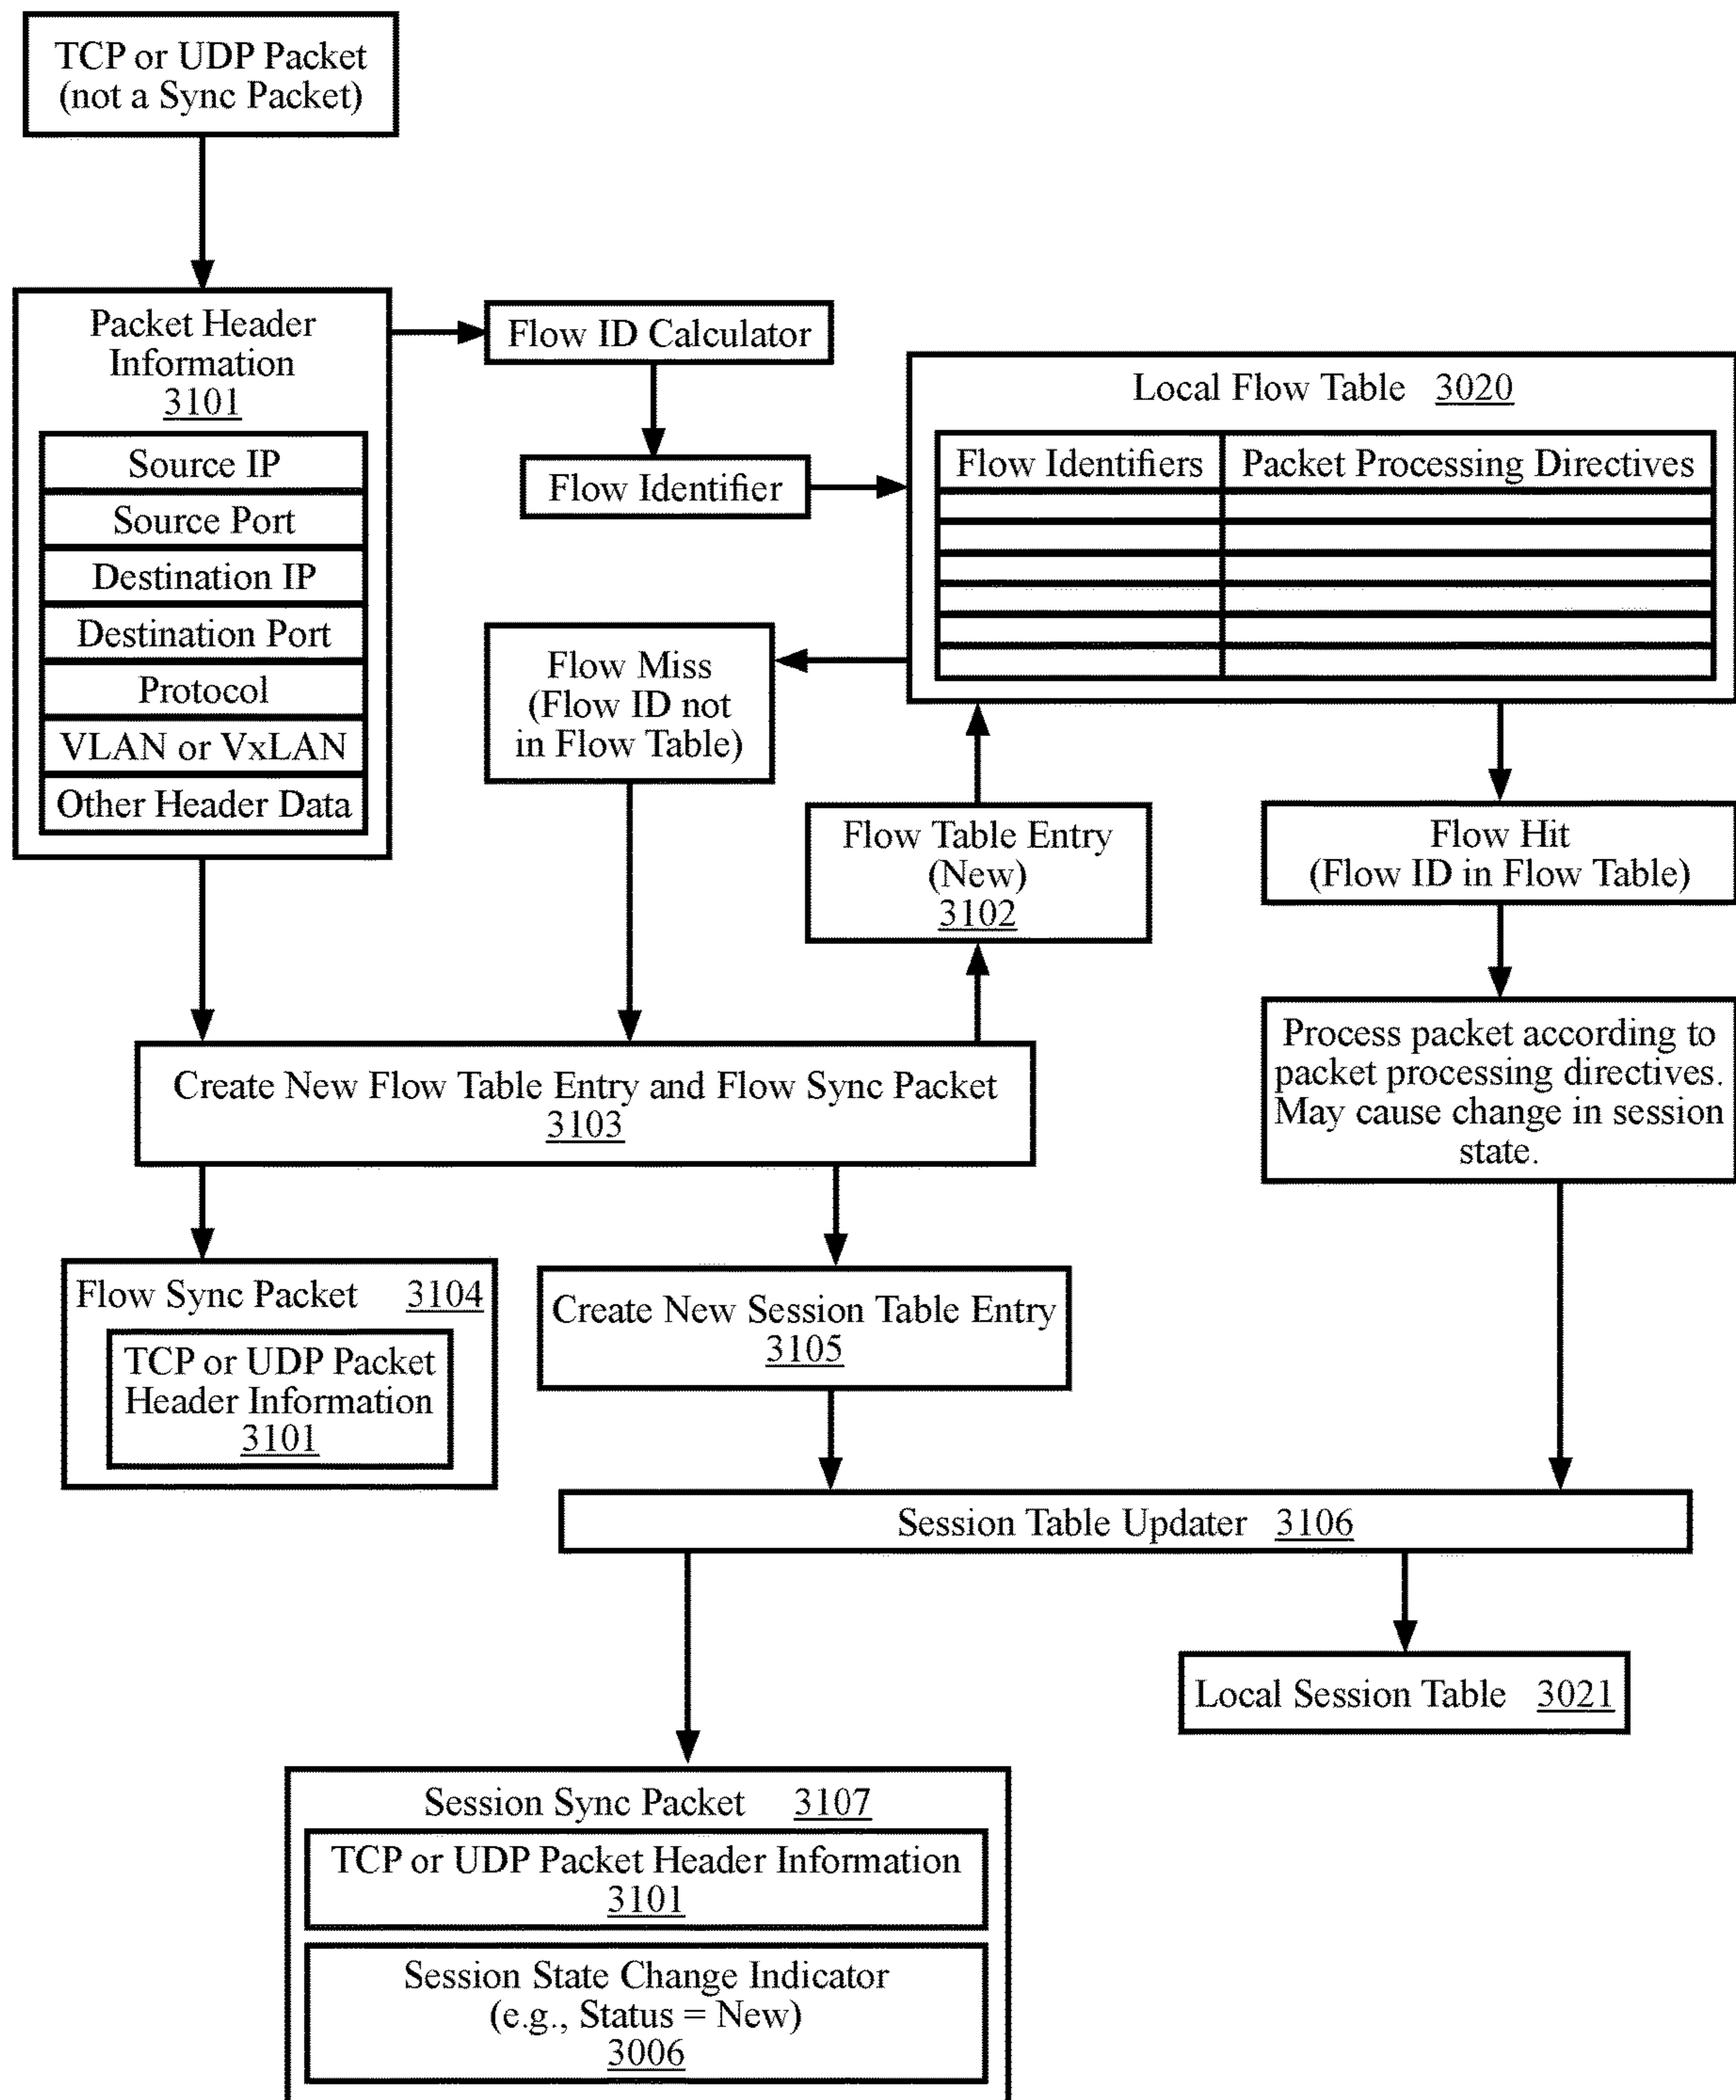 TCP or UDP Packet
(not a Sync Packet)
Packet Header
Information
3101
Source IP
Source Port
Destination IP
Destination Port
Protocol
VLAN or VxLAN
Other Header Data
Flow ID Calculator
Flow Identifier
Local Flow Table 3020
Flow Identifiers Packet Processing Directives
Flow Miss
(Flow ID not
in Flow Table)
Flow Table Entry
(New)
3102
Flow Hit
(Flow ID in Flow Table)
Process packet according to
packet processing directives.
May cause change in session
state.
Create New Flow Table Entry and Flow Sync Packet
3103
Flow Sync Packet 3104
TCP or UDP Packet
Header Information
3101
Create New Session Table Entry
3105
Session Table Updater 3106
Local Session Table 3021
Session Sync Packet 3107
TCP or UDP Packet Header Information
3101
Session State Change Indicator
(e.g., Status = New)
3006